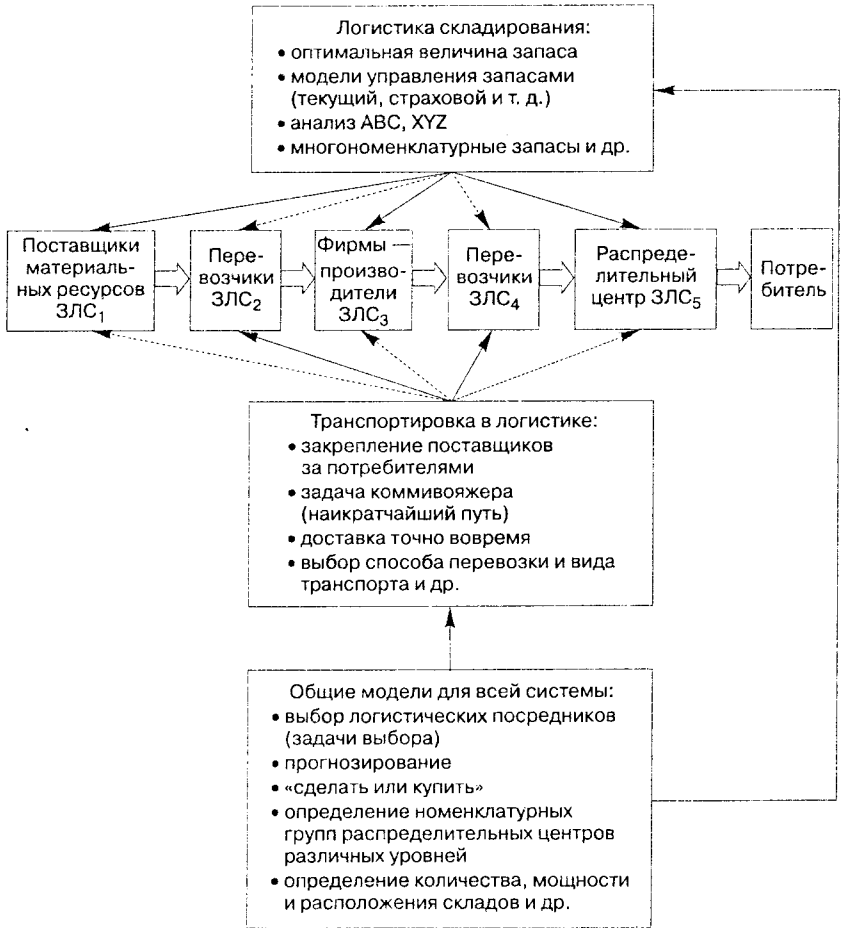 Логистика складирования:
• оптимальная величина запаса
• модели управления запасами
(текущий, страховой и т. д.)
• анализ ABC, XYZ
• многономенклатурные запасы и др.
Поставщики
материаль-
ных ресурсов
ЗЛС1
Пере-
возчики
ЗЛС2
Фирмы —
произво-
дители
ЗЛС3
Пере-
возчики
ЗЛС4
Распреде-
лительный
центр ЗЛС5
Потре-
битель
Транспортировка в логистике:
• закрепление поставщиков
за потребителями
• задача коммивояжера
(наикратчайший путь)
• доставка точно вовремя
• выбор способа перевозки и вида
транспорта и др.
Общие модели для всей системы:
• выбор логистических посредников
(задачи выбора)
• прогнозирование
• «сделать или купить»
• определение номенклатурных
групп распределительных центров
различных уровней
• определение количества, мощности
и расположения складов и др.